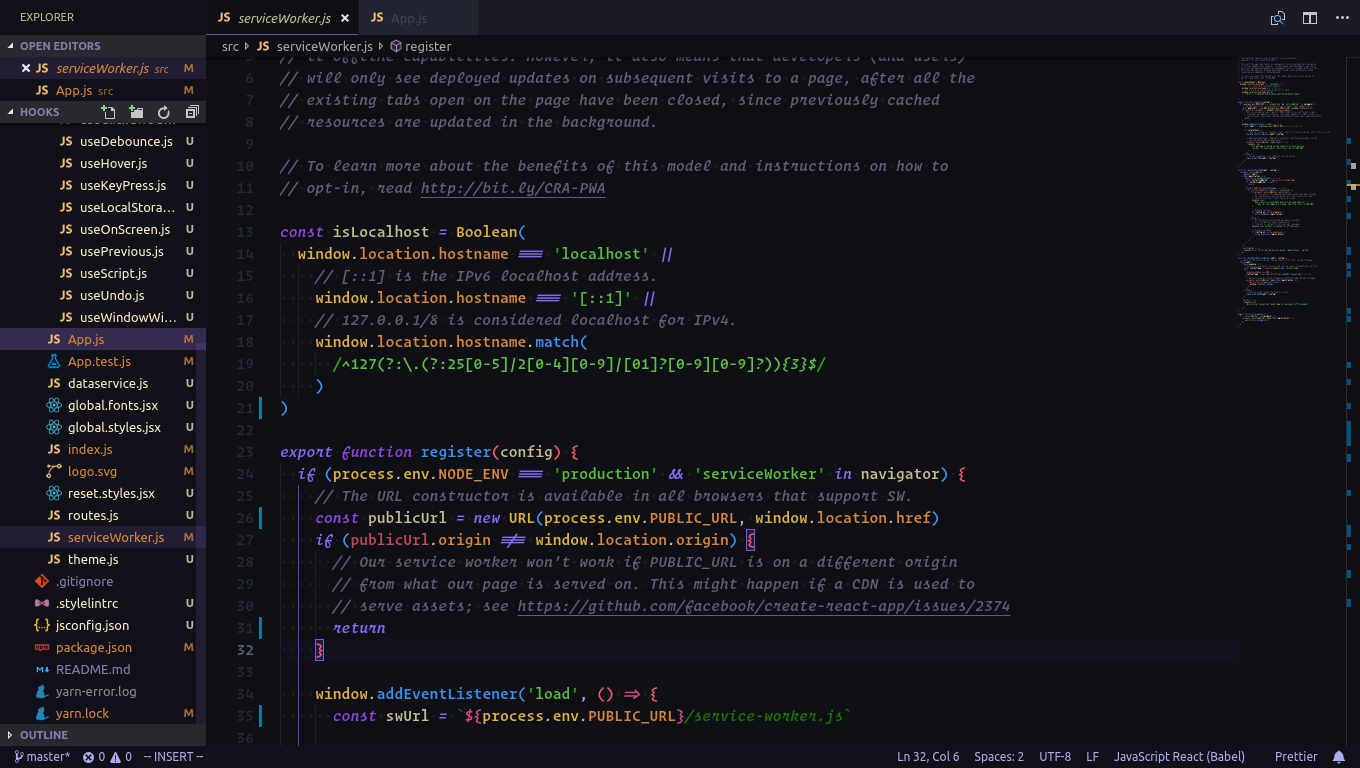 EXPLORER
OPEN EDITORS
JS serviceWorker.js src M
JS App.js src M
HOOKS
JS useDebounce.js U
JS useHover.js U
JS useKeyPress.js U
JS useLocalStora... U
JS useOnScreen.js U
JS usePrevious.js U
JS useScript.js U
JS useUndo.js U
JS useWindowWi... U
JS App.js M
App.test.js M
JS dataservice.js U
global.fonts.jsx U
global.styles.jsx U
JS index.js M
logo.svg M
reset.styles.jsx U
JS routes.js U
JS serviceWorker.js M
JS theme.js U
.gitignore
.stylelintrc U
{..} jsconfig.json U
package.json M
README.md
yarn-error.log
yarn.lock M
OUTLINE
JS serviceWorker.js ×
JS App.js
src JS serviceWorker.js register
5 // it offline capabilities. However, it also means that developers (and users)
6 // will only see deployed updates on subsequent visits to a page, after all the
7 // existing tabs open on the page have been closed, since previously cached
8 // resources are updated in the background.
9
10 // To learn more about the benefits of this model and instructions on how to
11 // opt-in, read http://bit.ly/CRA-PWA
12
13 const isLocalhost = Boolean(
14 window.location.hostname === 'localhost' ||
15 // [::1] is the IPv6 localhost address.
16 window.location.hostname === '[::1]' ||
17 // 127.0.0.1/8 is considered localhost for IPv4.
18 window.location.hostname.match(
19 /^127(?:\.(?:25[0-5]|2[0-4][0-9]|[01]?[0-9][0-9]?)){3}$/
20 )
21 )
22
23 export function register(config) {
24 if (process.env.NODE_ENV === 'production' && 'serviceWorker' in navigator) {
25 // The URL constructor is available in all browsers that support SW.
26 const publicUrl = new URL(process.env.PUBLIC_URL, window.location.href)
27 if (publicUrl.origin !== window.location.origin) {
28 // Our service worker won't work if PUBLIC_URL is on a different origin
29 // from what our page is served on. This might happen if a CDN is used to
30 // serve assets; see https://github.com/facebook/create-react-app/issues/2374
31 return
32 }
33
34 window.addEventListener('load', () => {
35 const swUrl = `${process.env.PUBLIC_URL}/service-worker.js`
36
master* 0 0 -- INSERT -- Ln 32, Col 6 Spaces: 2 UTF-8 LF JavaScript React (Babel) Prettier